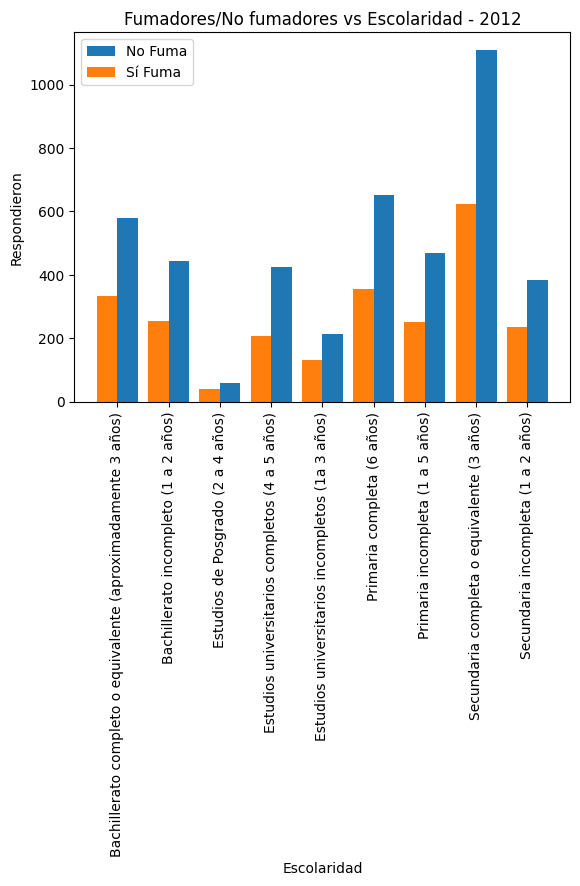 Fumadores/No fumadores vs Escolaridad - 2012
No Fuma
Sí Fuma
Respondieron
1000
800
600
400
200
0
Bachillerato completo o equivalente (aproximadamente 3 años)
Bachillerato incompleto (1 a 2 años)
Estudios de Posgrado (2 a 4 años)
Estudios universitarios completos (4 a 5 años)
Estudios universitarios incompletos (1a 3 años)
Primaria completa (6 años)
Primaria incompleta (1 a 5 años)
Secundaria completa o equivalente (3 años)
Secundaria incompleta (1 a 2 años)
Escolaridad